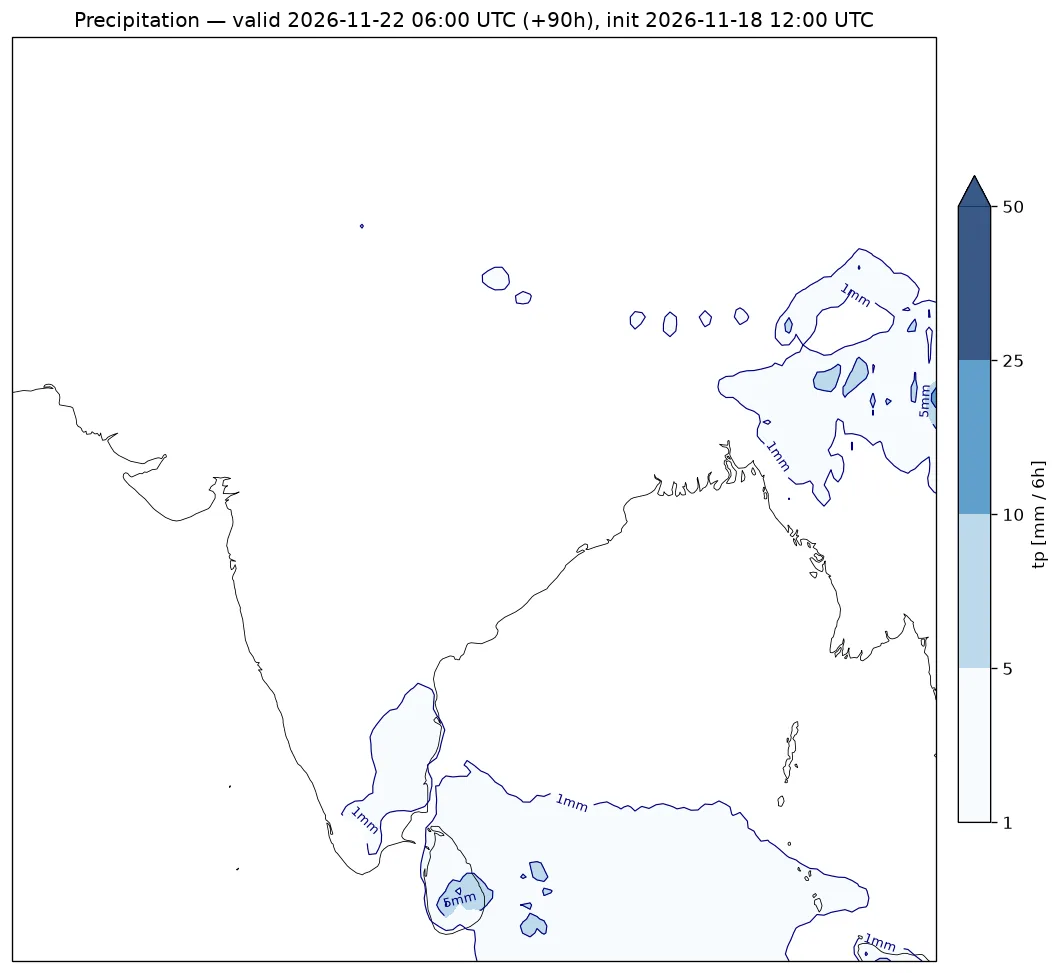 Precipitation — valid 2026-11-22 06:00 UTC (+90h), init 2026-11-18 12:00 UTC
50
25
10
5
1
tp [mm / 6h]
1mm
5mm
1mm
1mm
1mm
5mm
1mm